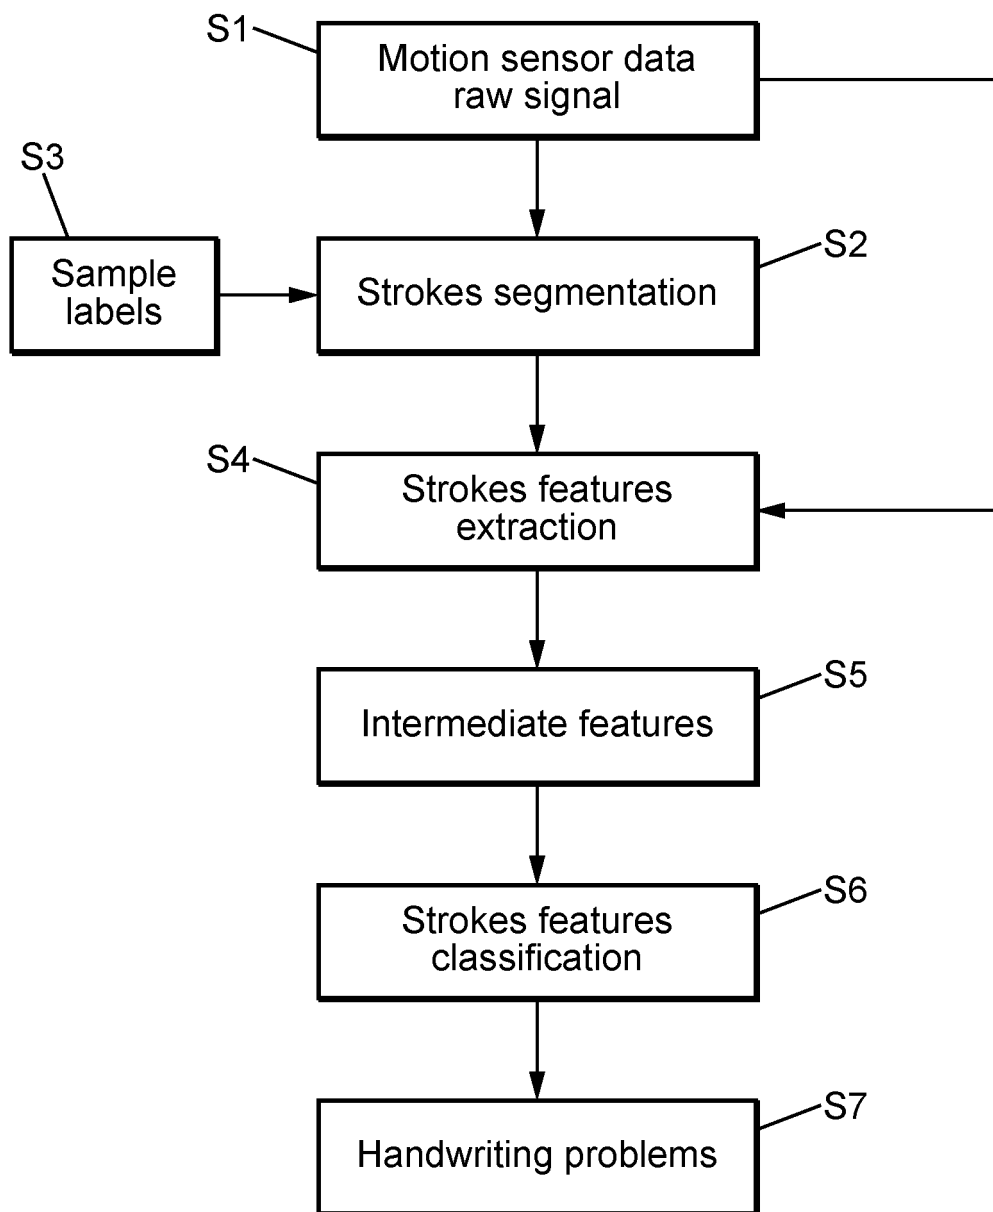 S1
Motion sensor data
raw signal
S3
Sample
labels
S2
Strokes segmentation
S4
Strokes features
extraction
S5
Intermediate features
S6
Strokes features
classification
S7
Handwriting problems